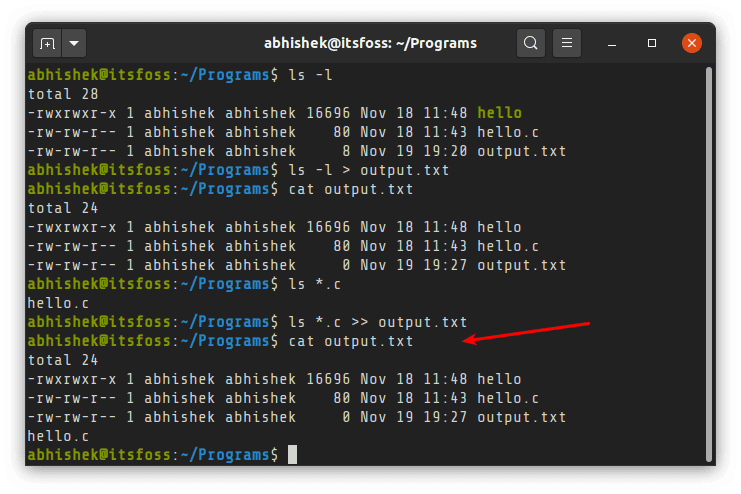 abhishek@itsfoss: ~/Programs
abhishek@itsfoss:~/Programs$ ls -l
total 28
-rwxrwxr-x 1 abhishek abhishek 16696 Nov 18 11:48 hello
-rw-rw-r-- 1 abhishek abhishek    80 Nov 18 11:43 hello.c
-rw-rw-r-- 1 abhishek abhishek     8 Nov 19 19:20 output.txt
abhishek@itsfoss:~/Programs$ ls -l > output.txt
abhishek@itsfoss:~/Programs$ cat output.txt
total 24
-rwxrwxr-x 1 abhishek abhishek 16696 Nov 18 11:48 hello
-rw-rw-r-- 1 abhishek abhishek    80 Nov 18 11:43 hello.c
-rw-rw-r-- 1 abhishek abhishek     0 Nov 19 19:27 output.txt
abhishek@itsfoss:~/Programs$ ls *.c
hello.c
abhishek@itsfoss:~/Programs$ ls *.c >> output.txt
abhishek@itsfoss:~/Programs$ cat output.txt
total 24
-rwxrwxr-x 1 abhishek abhishek 16696 Nov 18 11:48 hello
-rw-rw-r-- 1 abhishek abhishek    80 Nov 18 11:43 hello.c
-rw-rw-r-- 1 abhishek abhishek     0 Nov 19 19:27 output.txt
hello.c
abhishek@itsfoss:~/Programs$